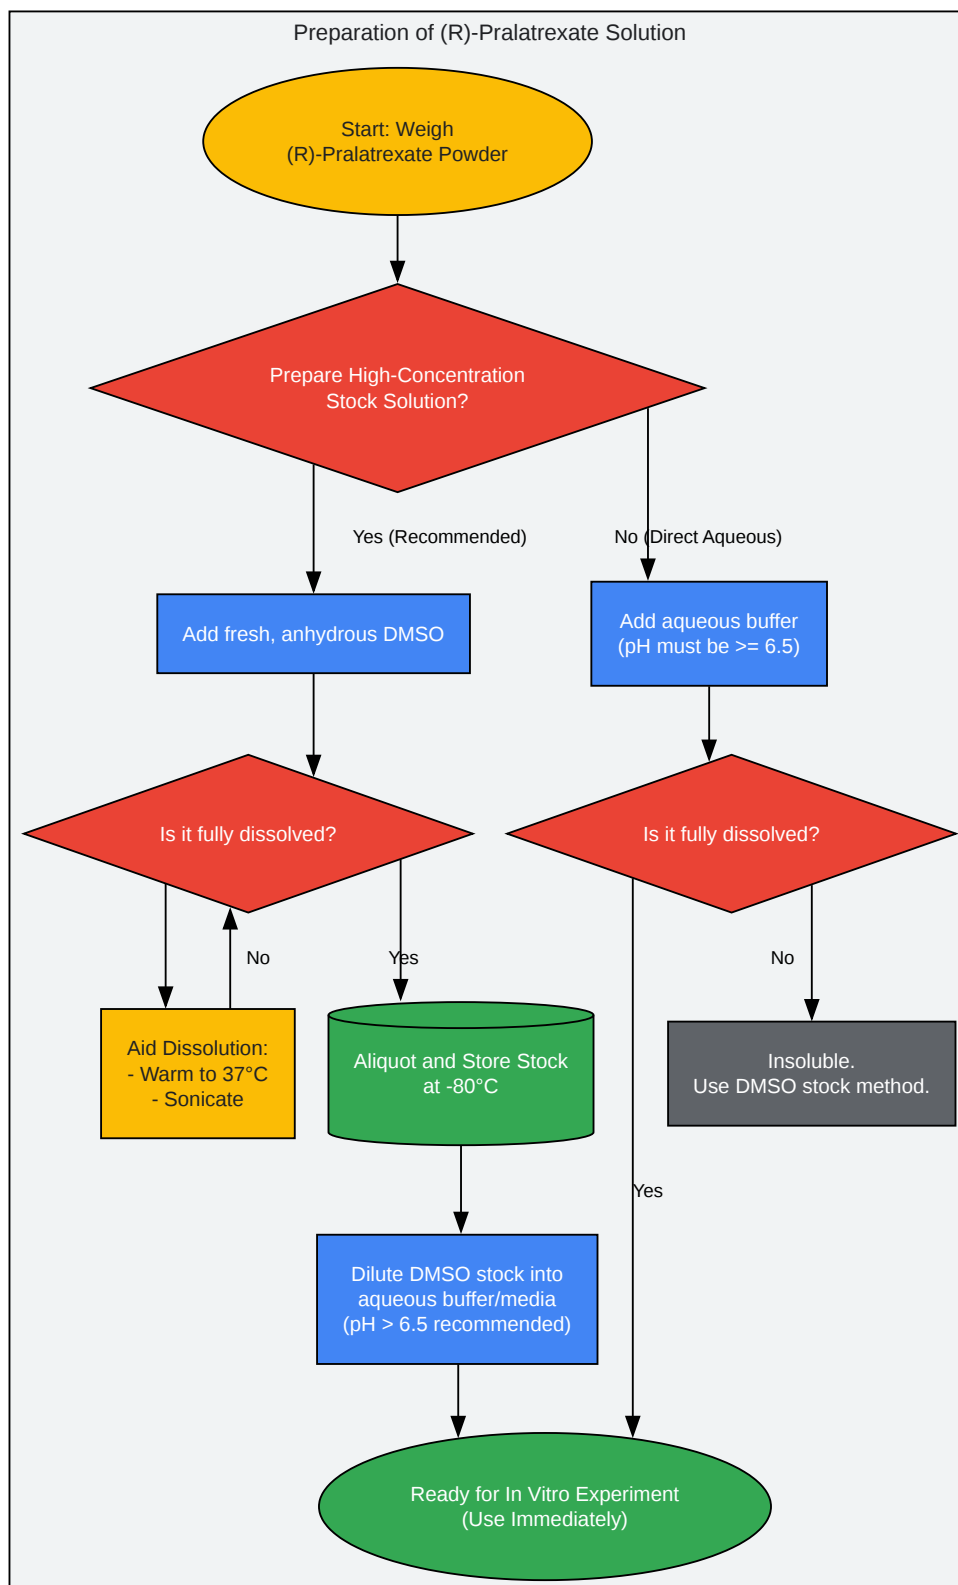 Preparation of (R)-Pralatrexate Solution
Start: Weigh
(R)-Pralatrexate Powder
Prepare High-Concentration
Stock Solution?
Yes (Recommended)
No (Direct Aqueous)
Add fresh, anhydrous DMSO
Add aqueous buffer
(pH must be >= 6.5)
Is it fully dissolved?
Is it fully dissolved?
No
Yes
No
Aid Dissolution:
- Warm to 37°C
- Sonicate
Aliquot and Store Stock
at -80°C
Insoluble.
Use DMSO stock method.
Yes
Dilute DMSO stock into
aqueous buffer/media
(pH > 6.5 recommended)
Ready for In Vitro Experiment
(Use Immediately)